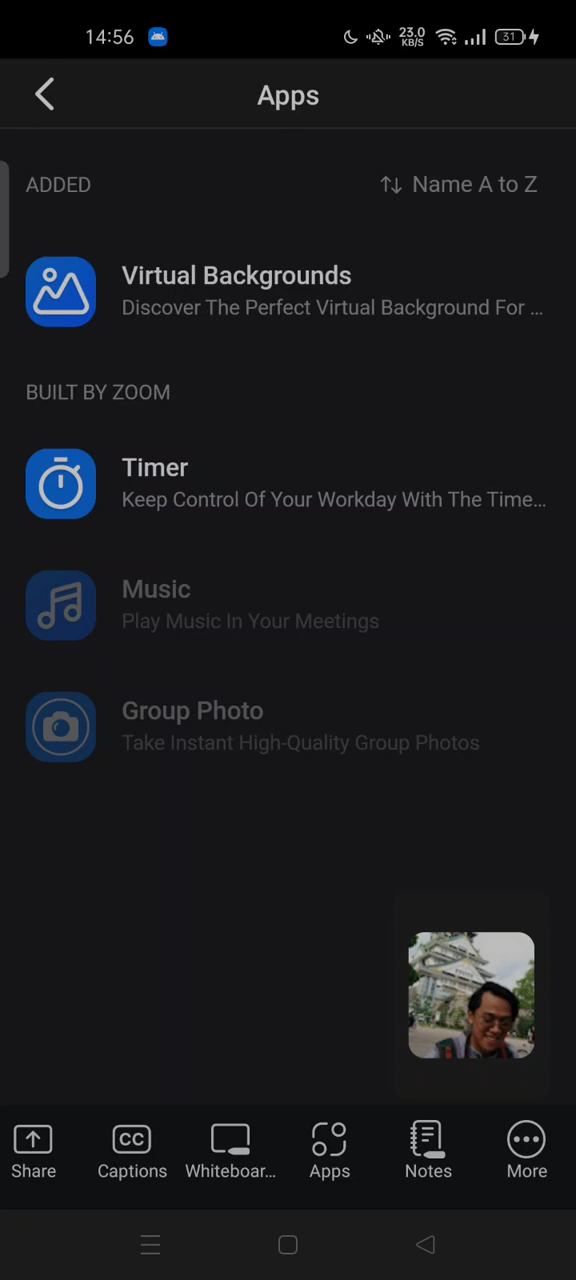 14:56
23.0
KB/S
31
Apps
ADDED
Name A to Z
Virtual Backgrounds
Discover The Perfect Virtual Background For ...
BUILT BY ZOOM
Timer
Keep Control Of Your Workday With The Time...
Music
Play Music In Your Meetings
Group Photo
Take Instant High-Quality Group Photos
CC
Share
Captions
Whiteboar...
Apps
Notes
More